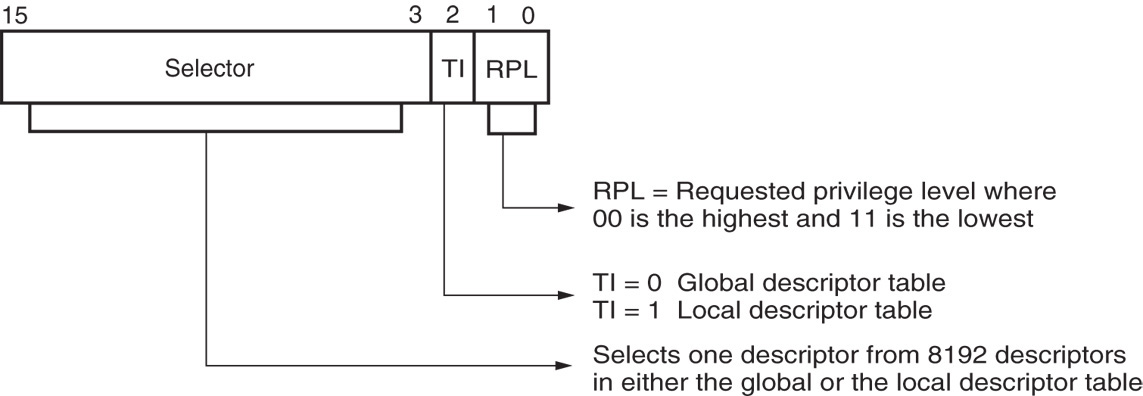 15 3 2 1 0
Selector TI RPL
RPL = Requested privilege level where
00 is the highest and 11 is the lowest
TI = 0 Global descriptor table
TI = 1 Local descriptor table
Selects one descriptor from 8192 descriptors
in either the global or the local descriptor table